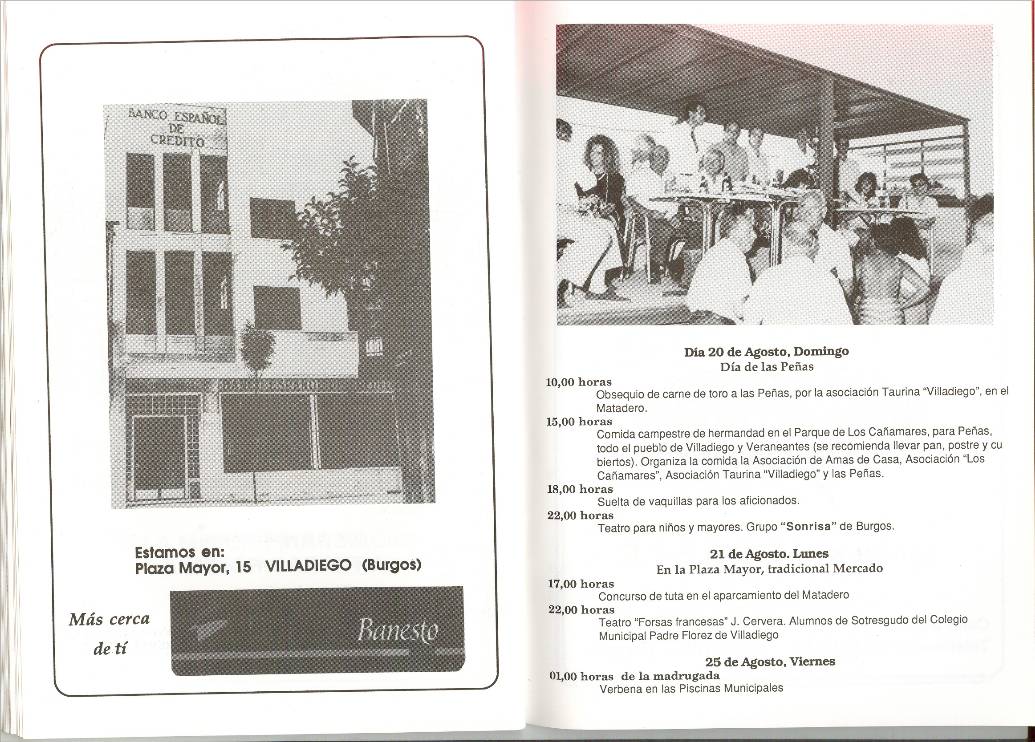 BANCO ESPAÑOL
DE
CREDITO
Estamos en:
Plaza Mayor, 15 VILLADIEGO (Burgos)
Más cerca
de tí
Banesto
Día 20 de Agosto, Domingo
Día de las Peñas
10,00 horas
Obsequio de carne de toro a las Peñas, por la asociación Taurina “Villadiego”, en el
Matadero.
15,00 horas
Comida campestre de hermandad en el Parque de Los Cañamares, para Peñas,
todo el pueblo de Villadiego y Veraneantes (se recomienda llevar pan, postre y cu
biertos). Organiza la comida la Asociación de Amas de Casa, Asociación “Los
Cañamares”, Asociación Taurina “Villadiego” y las Peñas.
18,00 horas
Suelta de vaquillas para los aficionados.
22,00 horas
Teatro para niños y mayores. Grupo “Sonrisa” de Burgos.
21 de Agosto. Lunes
En la Plaza Mayor, tradicional Mercado
17,00 horas
Concurso de tuta en el aparcamiento del Matadero
22,00 horas
Teatro “Forsas francesas” J. Cervera. Alumnos de Sotresgudo del Colegio
Municipal Padre Florez de Villadiego
25 de Agosto, Viernes
01,00 horas de la madrugada
Verbena en las Piscinas Municipales